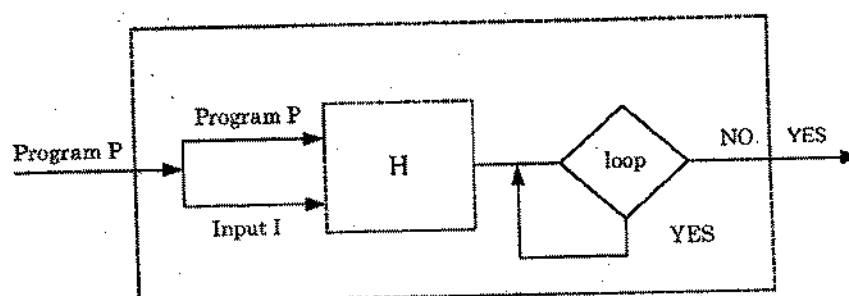 Program P
Program P
Input I
H
loop
NO.
YES
YES